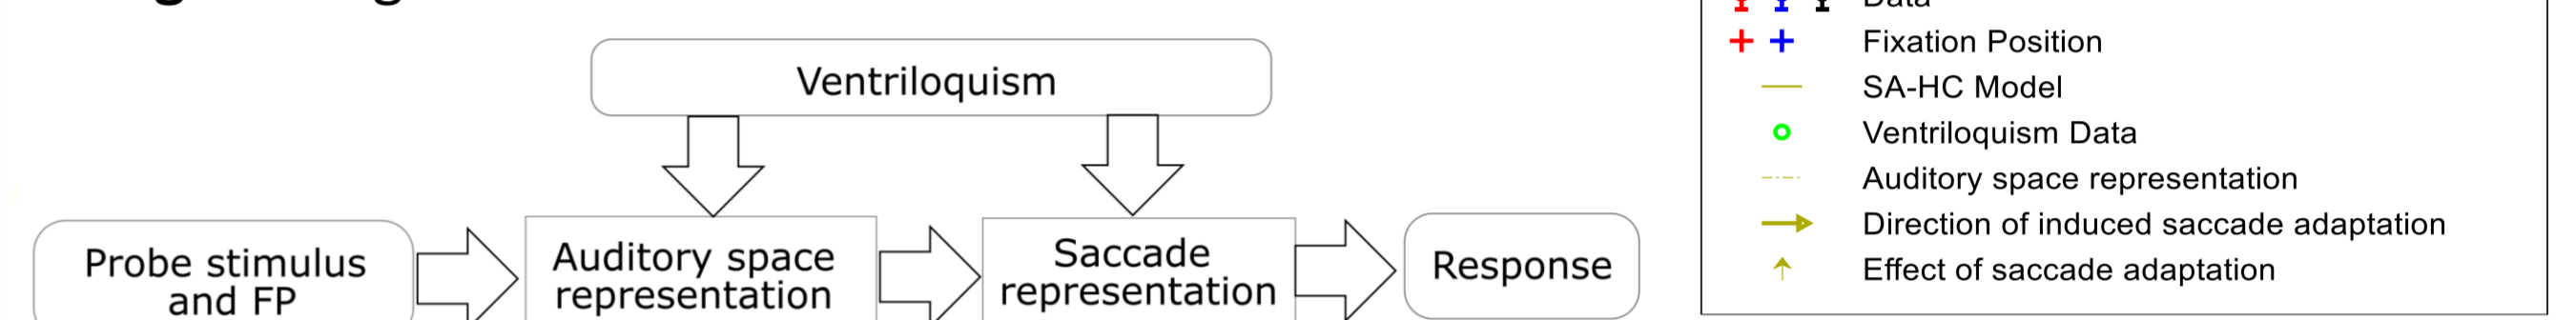 Ventriloquism
Probe stimulus
and FP
Auditory space
representation
Saccade
representation
Response
Data
Fixation Position
SA-HC Model
Ventriloquism Data
Auditory space representation
Direction of induced saccade adaptation
Effect of saccade adaptation